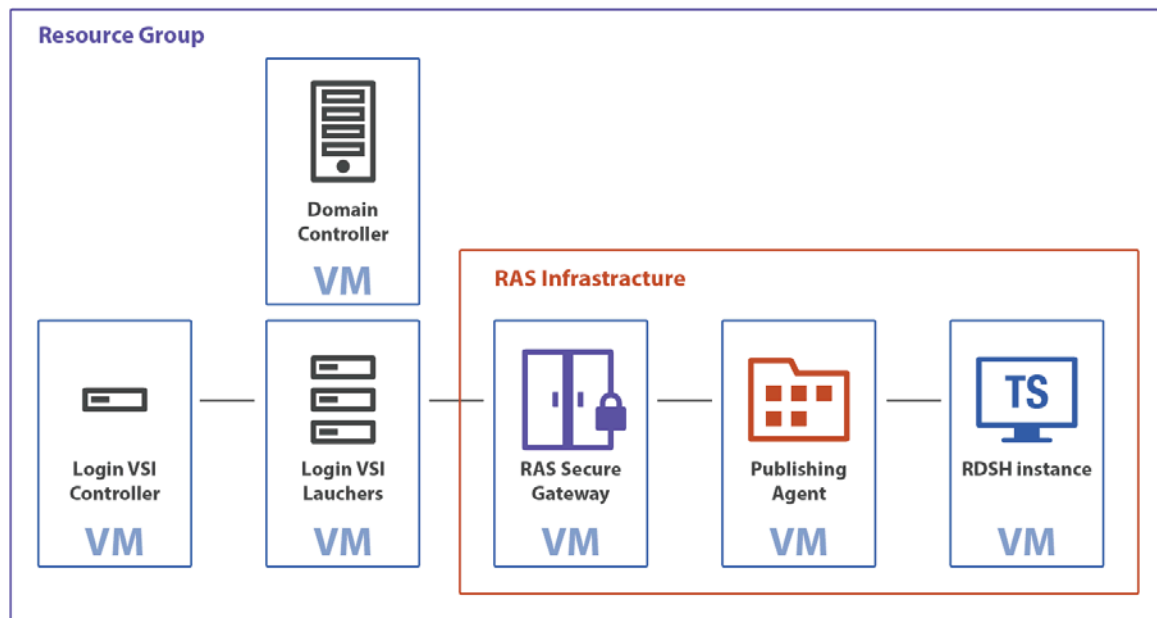 Resource Group
Domain
Controller
VM
RAS Infrastracture
Login VSI
Controller
VM
Login VSI
Lauchers
VM
RAS Secure
Gateway
VM
Publishing
Agent
VM
TS
RDSH instance
VM